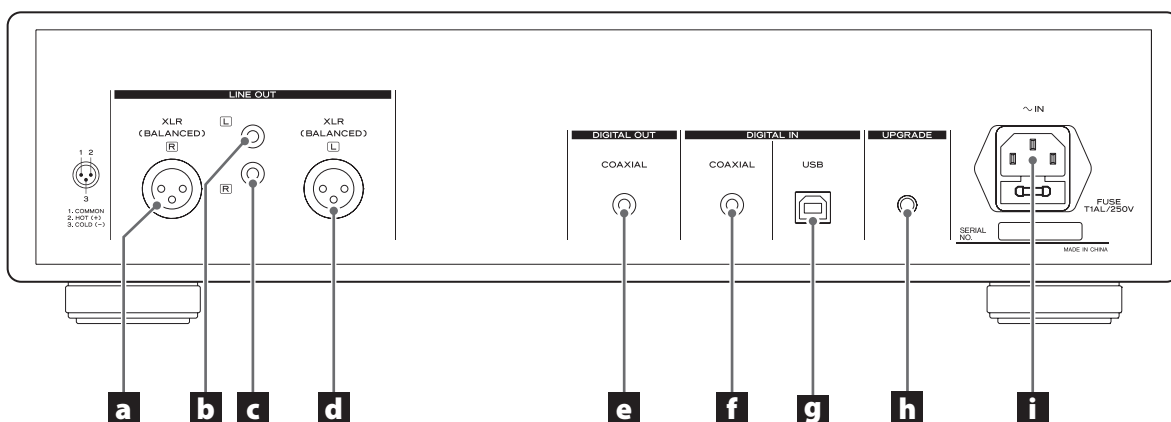 LINE OUT
XLR
(BALANCED)
R
L
R
XLR
(BALANCED)
L
1 2
3
1. COMMON
2. HOT (+)
3. COLD (−)
DIGITAL OUT
COAXIAL
DIGITAL IN
COAXIAL
USB
UPGRADE
～ IN
FUSE
T1AL/250V
SERIAL
NO.
MADE IN CHINA
a b c d e f g h i